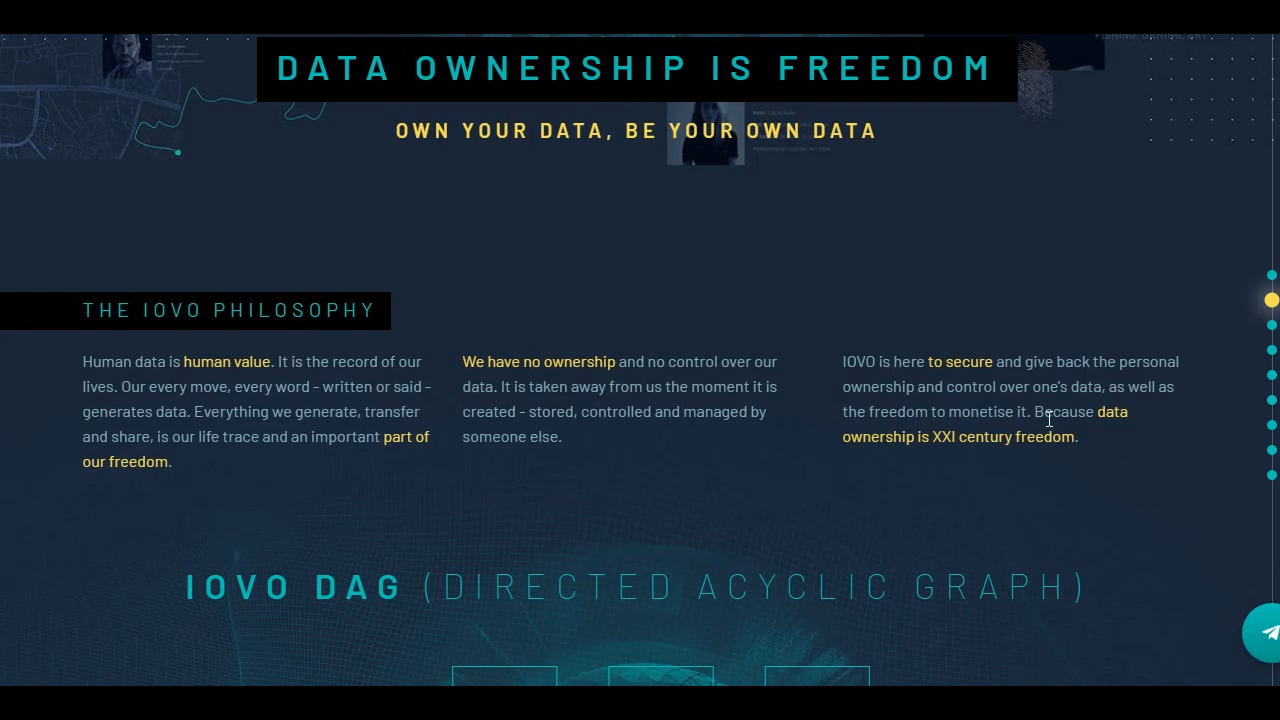 DATA OWNERSHIP IS FREEDOM
OWN YOUR DATA, BE YOUR OWN DATA
THE IOVO PHILOSOPHY
Human data is human value. It is the record of our
lives. Our every move, every word - written or said -
generates data. Everything we generate, transfer
and share, is our life trace and an important part of
our freedom.
We have no ownership and no control over our
data. It is taken away from us the moment it is
created - stored, controlled and managed by
someone else.
IOVO is here to secure and give back the personal
ownership and control over one's data, as well as
the freedom to monetise it. Because data
ownership is XXI century freedom.
IOVO DAG (DIRECTED ACYCLIC GRAPH)